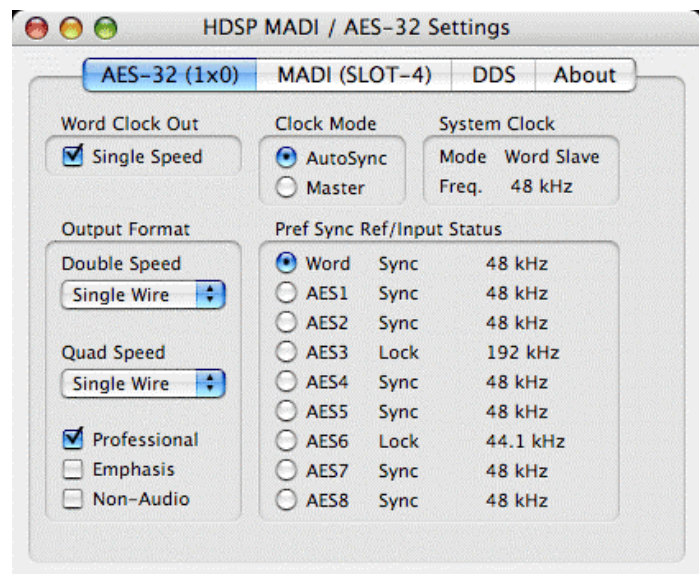 HDSP MADI / AES-32 Settings
AES-32 (1x0) MADI (SLOT-4) DDS About
Word Clock Out
Single Speed
Clock Mode
AutoSync
Master
System Clock
Mode Word Slave
Freq. 48 kHz
Output Format
Double Speed
Single Wire
Quad Speed
Single Wire
Professional
Emphasis
Non-Audio
Pref Sync Ref/Input Status
Word Sync 48 kHz
AES1 Sync 48 kHz
AES2 Sync 48 kHz
AES3 Lock 192 kHz
AES4 Sync 48 kHz
AES5 Sync 48 kHz
AES6 Lock 44.1 kHz
AES7 Sync 48 kHz
AES8 Sync 48 kHz